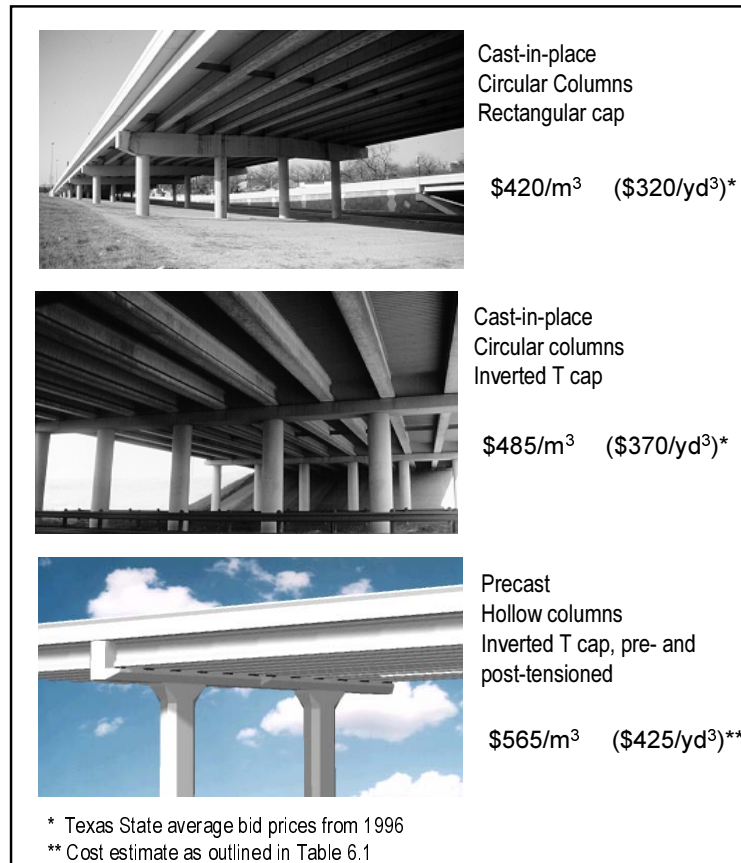 Cast-in-place
Circular Columns
Rectangular cap
$420/m³ ($320/yd³)*
Cast-in-place
Circular columns
Inverted T cap
$485/m³ ($370/yd³)*
Precast
Hollow columns
Inverted T cap, pre- and
post-tensioned
$565/m³ ($425/yd³)**
* Texas State average bid prices from 1996
** Cost estimate as outlined in Table 6.1